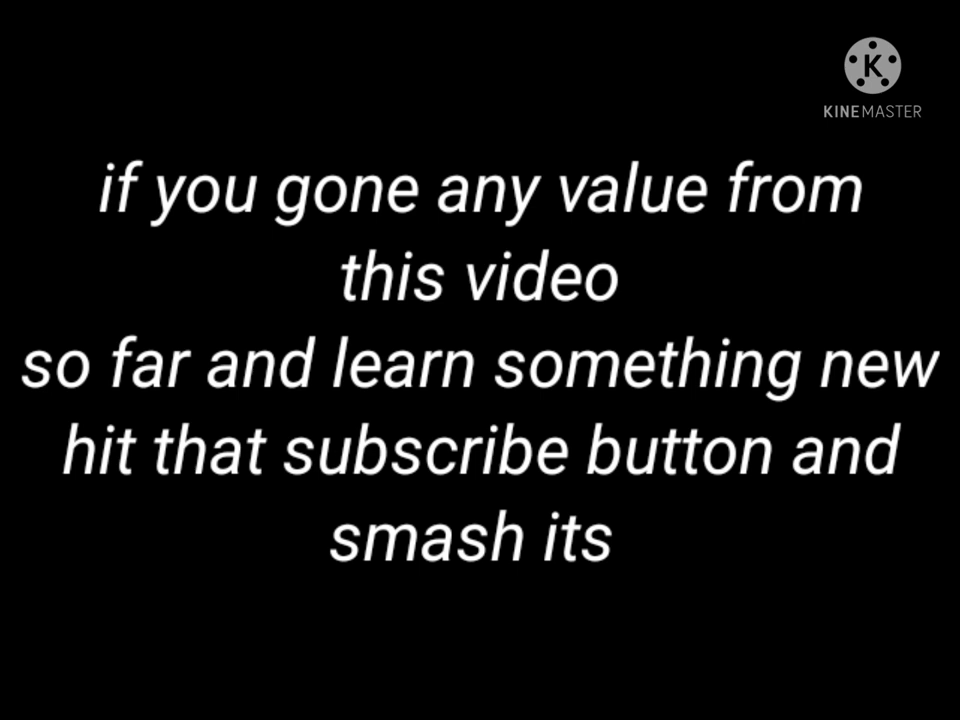 K
KINEMASTER
if you gone any value from
this video
so far and learn something new
hit that subscribe button and
smash its